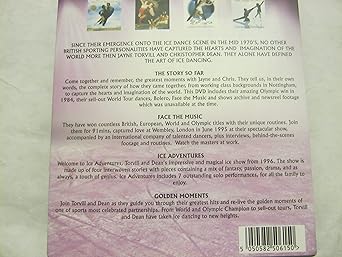 SINCE THEIR EMERGENCE ONTO THE ICE DANCE SCENE IN THE MID 1970'S, NO OTHER
BRITISH SPORTING PERSONALITIES HAVE CAPTURED THE HEARTS AND IMAGINATION OF THE
WORLD MORE THEN JAYNE TORVILL AND CHRISTOPHER DEAN. THEY ALONE HAVE DEFINED
THE ART OF ICE DANCING.
THE STORY SO FAR
Come together and remember, the greatest moments with Jayne and Chris. They tell us, in their own
words, the complete story of how they came together, from working class background in Nottingham,
to capture the hearts and imagination of the world. This DVD includes their amazing Olympic win in
1984, their sell-out World Tour dances, Bolero, Face the Music and shows archive and newsreel footage
which was unavailable at the time.
FACE THE MUSIC
They have won countless British, European, World and Olympic titles with their unique routines. Join
them for 91mins, captured love at Wembley, London in June 1995 at their spectacular show,
accompanied by an international company of talented dancers, plus interviews, behind-the-scenes
footage and routines. Watch the masters at work.
ICE ADVENTURES
Welcome to Ice Adventures, Torvill and Dean's impressive and magical ice show from 1996. The show is
made up of four interwoven stories with pieces containing a mix of fantasy, passion, drama, and as
always, a touch of genius. Ice Adventures includes 7 outstanding solo performances, for all the family
to enjoy.
GOLDEN MOMENTS
Join Torvill and Dean as they guide you through their greatest hits and re-live the golden moments of
one of sports most celebrated partnerships. From World and Olympic Champion to sell-out tours, Torvill
and Dean have taken ice dancing to new heights.
5 050582 506150